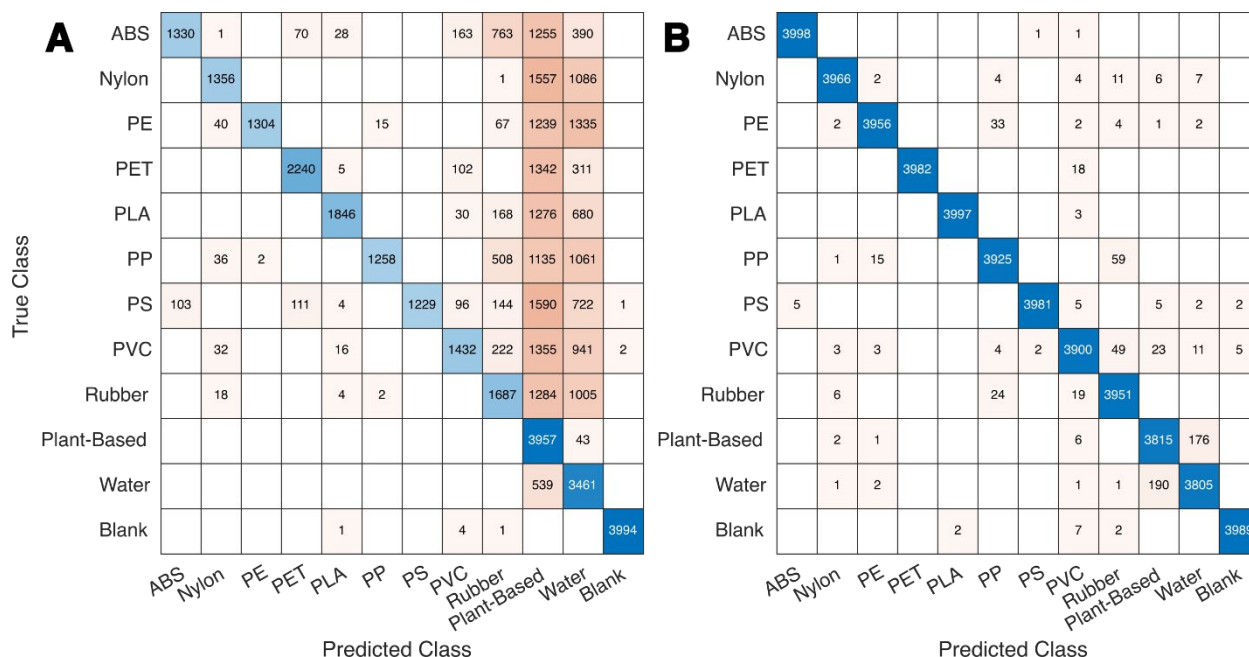 A
B
True Class
ABS 1330 1 70 28 163 763 1255 390
Nylon 1356 1 1557 1086
PE 40 1304 15 67 1239 1335
PET 2240 5 102 1342 311
PLA 1846 30 168 1276 680
PP 36 2 1258 508 1135 1061
PS 103 111 4 1229 96 144 1590 722 1
PVC 32 16 1432 222 1355 941 2
Rubber 18 4 2 1687 1284 1005
Plant-Based 3957 43
Water 539 3461
Blank 1 4 1 3994
ABS Nylon PE PET PLA PP PS PVC Rubber Plant-Based Water Blank
Predicted Class
ABS 3998 1 1
Nylon 3966 2 4 4 11 6 7
PE 2 3956 33 2 4 1 2
PET 3982 18
PLA 3997 3
PP 1 15 3925 59
PS 5 3981 5 5 2 2
PVC 3 3 4 2 3900 49 23 11 5
Rubber 6 24 19 3951
Plant-Based 2 1 6 3815 176
Water 1 2 1 1 190 3805
Blank 2 7 2 3989
ABS Nylon PE PET PLA PP PS PVC Rubber Plant-Based Water Blank
Predicted Class